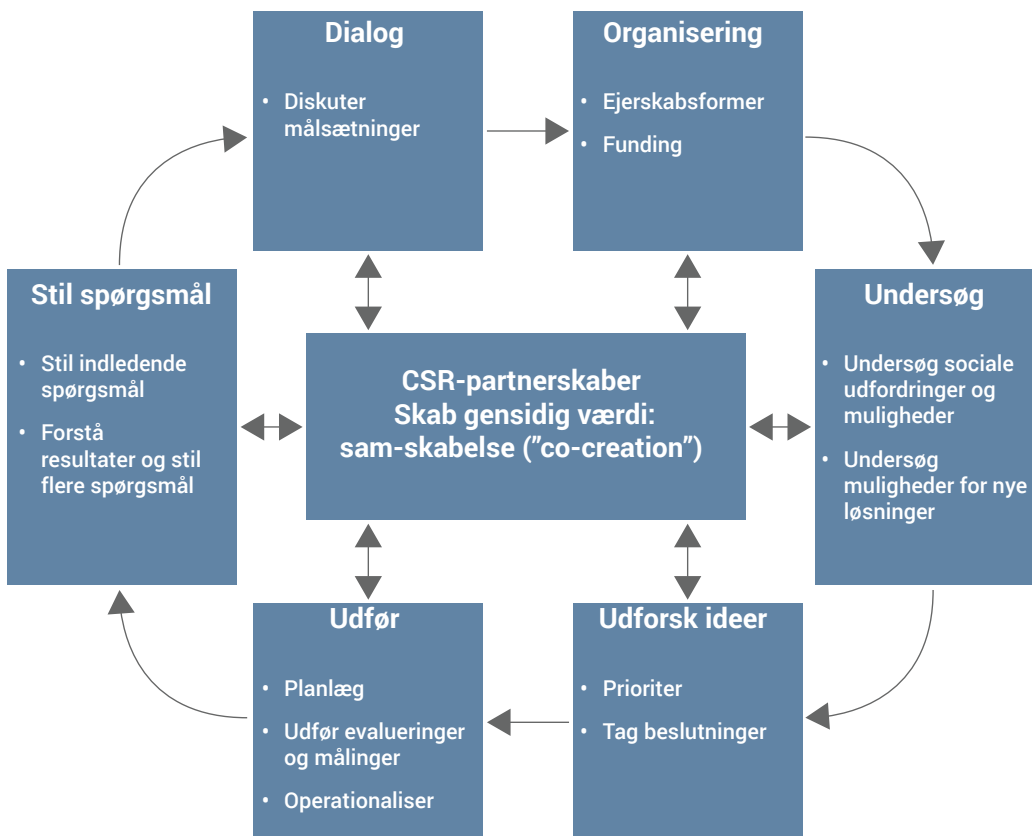 Dialog
• Diskuter
målsætninger
Organisering
• Ejerskabsformer
• Funding
Stil spørgsmål
• Stil indledende
spørgsmål
• Forstå
resultater og stil
flere spørgsmål
CSR-partnerskaber
Skab gensidig værdi:
sam-skabelse (”co-creation”)
Undersøg
• Undersøg sociale
udfordringer og
muligheder
• Undersøg
muligheder for nye
løsninger
Udfør
• Planlæg
• Udfør evalueringer
og målinger
• Operationaliser
Udforsk ideer
• Prioriter
• Tag beslutninger